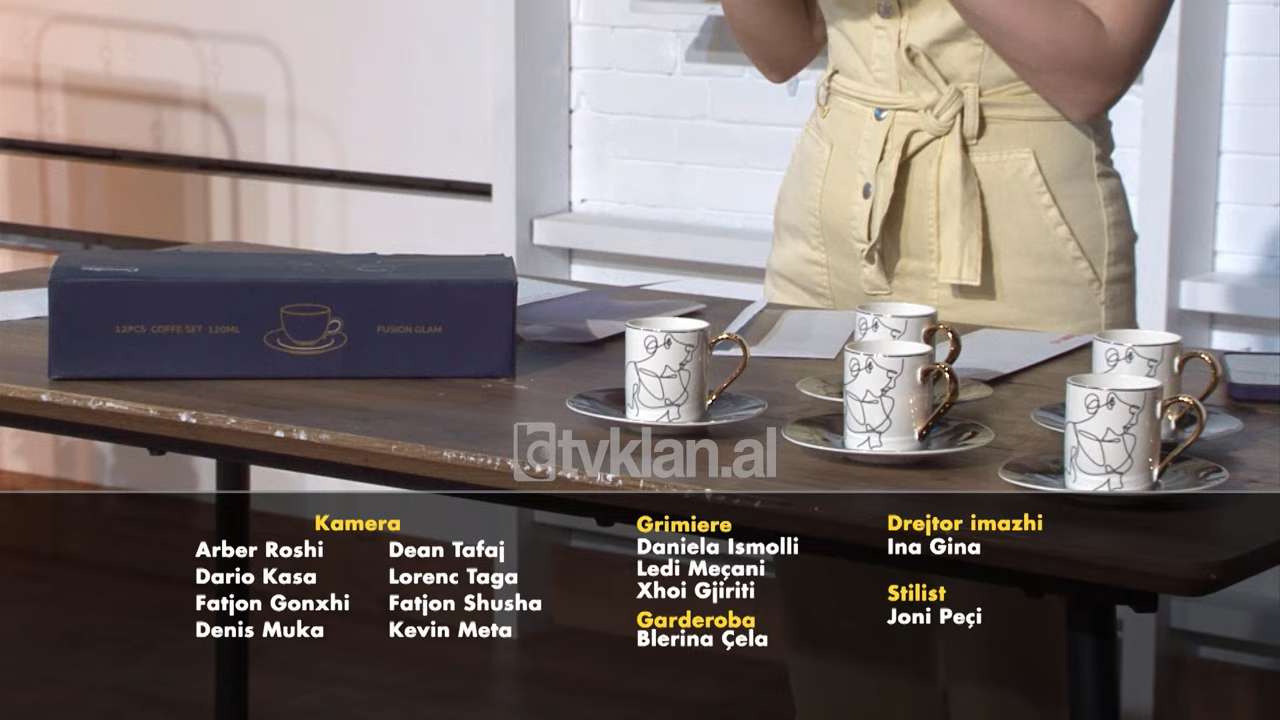 12PCS COFFE SET 120ML
FUSION GLAM
tvklan.al
Kamera
Arber Roshi
Dario Kasa
Fatjon Gonxhi
Denis Muka
Dean Tafaj
Lorenc Taga
Fatjon Shusha
Kevin Meta
Grimiere
Daniela Ismolli
Ledi Meçani
Xhoi Gjiriti
Garderoba
Blerina Çela
Drejtor imazhi
Ina Gina
Stilist
Joni Peçi